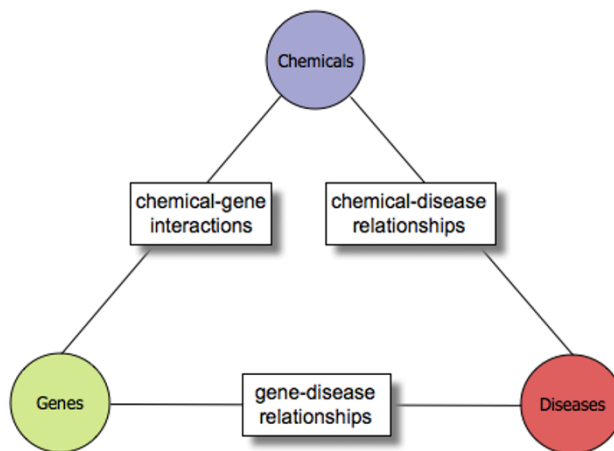 Chemicals
chemical-gene
interactions
chemical-disease
relationships
Genes
gene-disease
relationships
Diseases